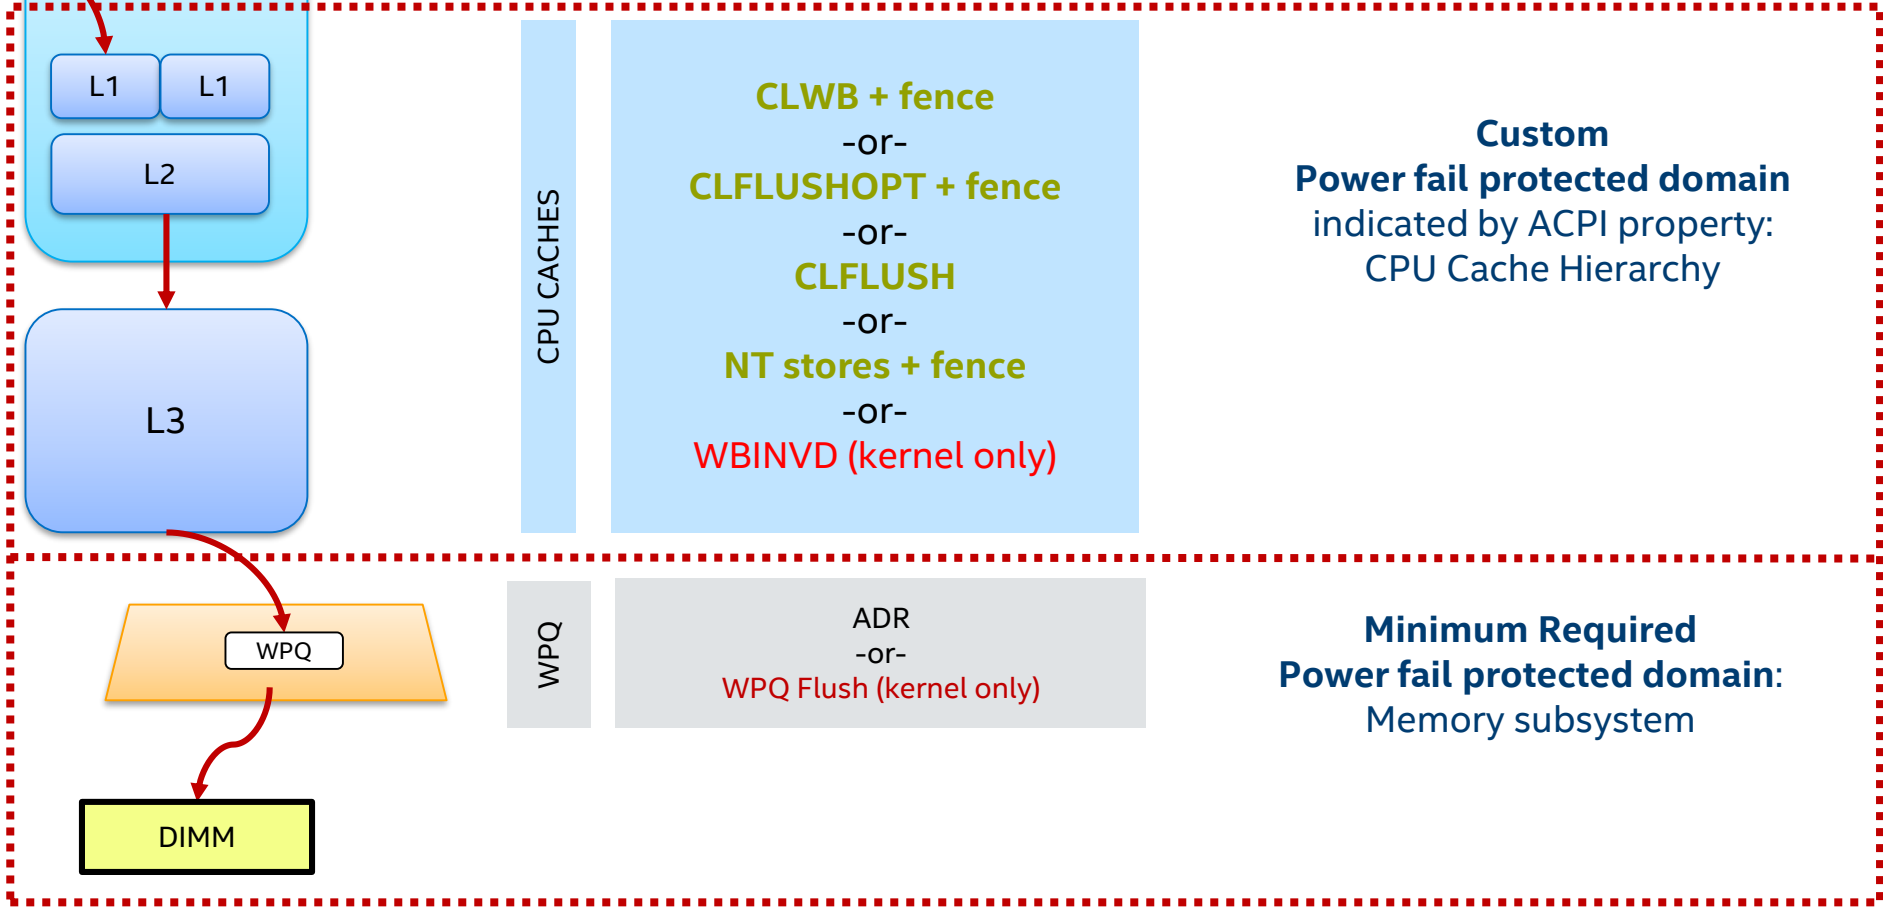 L1
L1
L2
L3
CPU CACHES
CLWB + fence
-or-
CLFLUSHOPT + fence
-or-
CLFLUSH
-or-
NT stores + fence
-or-
WBINVD (kernel only)
Custom
Power fail protected domain
indicated by ACPI property:
CPU Cache Hierarchy
WPQ
DIMM
WPQ
ADR
-or-
WPQ Flush (kernel only)
Minimum Required
Power fail protected domain:
Memory subsystem